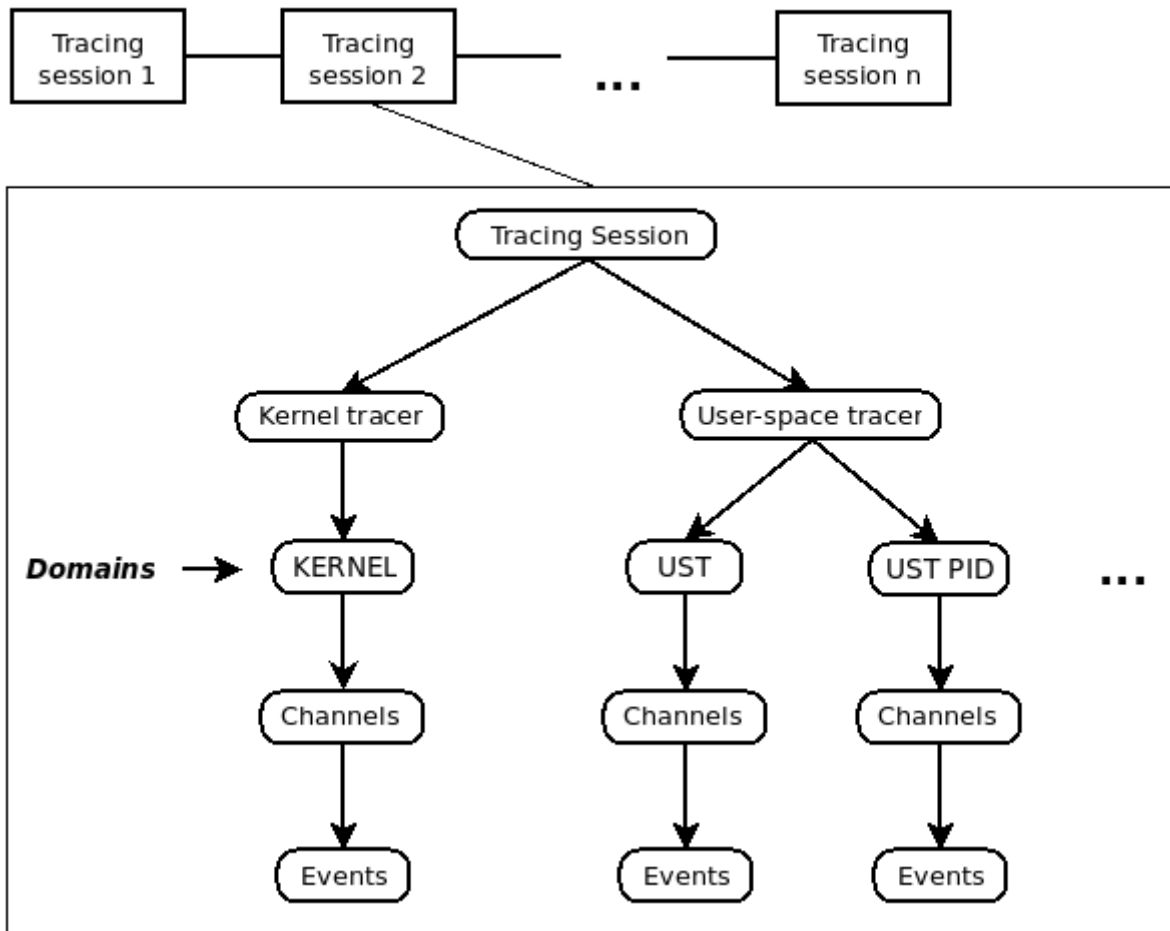 Tracing
session 1
Tracing
session 2
...
Tracing
session n
Tracing Session
Kernel tracer
User-space tracer
Domains
KERNEL
UST
UST PID
...
Channels
Channels
Channels
Events
Events
Events